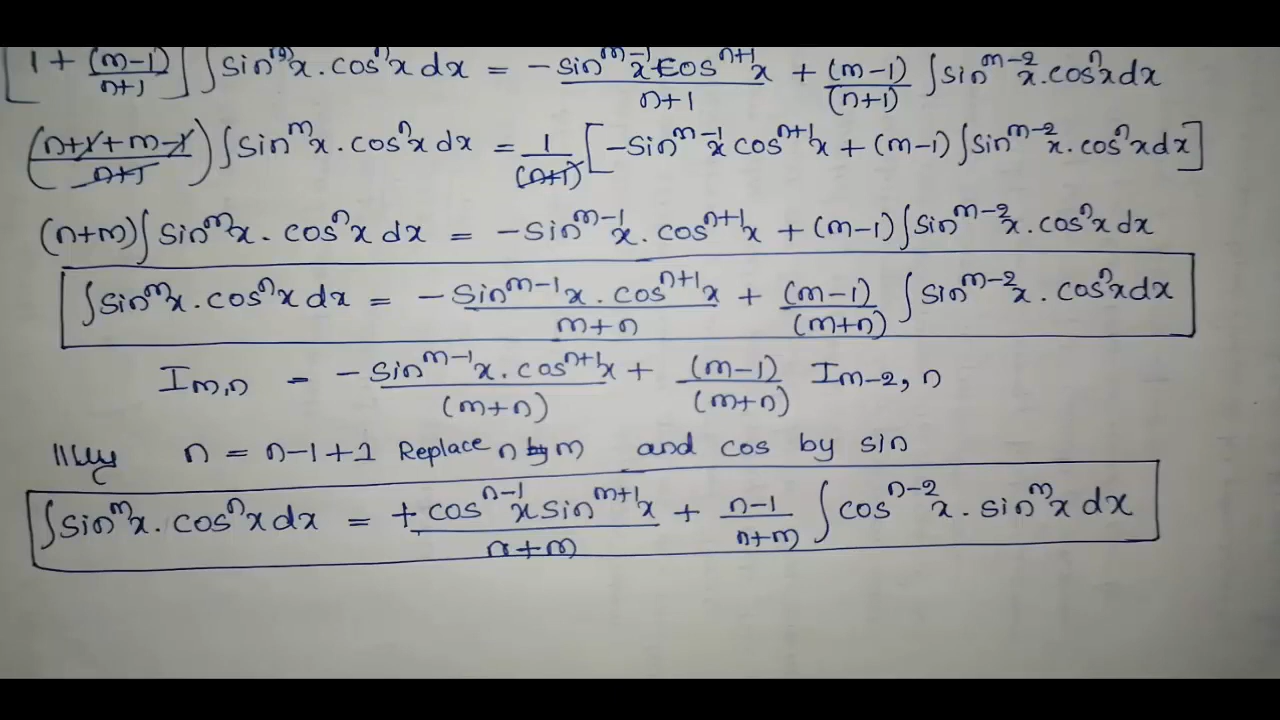 [1 + (m-1)/(n+1)] ∫sin^m x . cos^n x dx = -sin^(m-1) x cos^(n+1) x / (n+1) + (m-1)/(n+1) ∫sin^(m-2) x . cos^n x dx
((n+1+m-1)/(n+1)) ∫sin^m x . cos^n x dx = 1/(n+1) [-sin^(m-1) x cos^(n+1) x + (m-1) ∫sin^(m-2) x . cos^n x dx]
(n+m) ∫sin^m x . cos^n x dx = -sin^(m-1) x . cos^(n+1) x + (m-1) ∫sin^(m-2) x . cos^n x dx
∫sin^m x . cos^n x dx = -sin^(m-1) x . cos^(n+1) x / (m+n) + (m-1)/(m+n) ∫sin^(m-2) x . cos^n x dx
I m,n = -sin^(m-1) x . cos^(n+1) x / (m+n) + (m-1)/(m+n) I m-2, n
llly n = n-1+1 Replace n by m and cos by sin
∫sin^m x . cos^n x dx = + cos^(n-1) x sin^(m+1) x / (n+m) + (n-1)/(n+m) ∫cos^(n-2) x . sin^m x dx